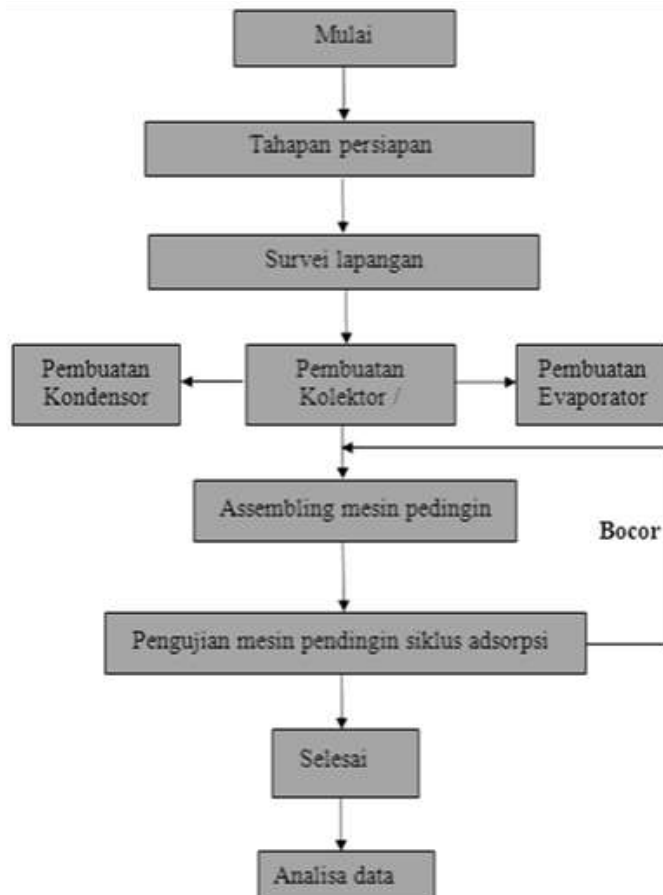 Mulai
Tahapan persiapan
Survei lapangan
Pembuatan
Kondensor
Pembuatan
Kolektor /
Pembuatan
Evaporator
Assembling mesin pedingin
Bocor
Pengujian mesin pendingin siklus adsorpsi
Selesai
Analisa data